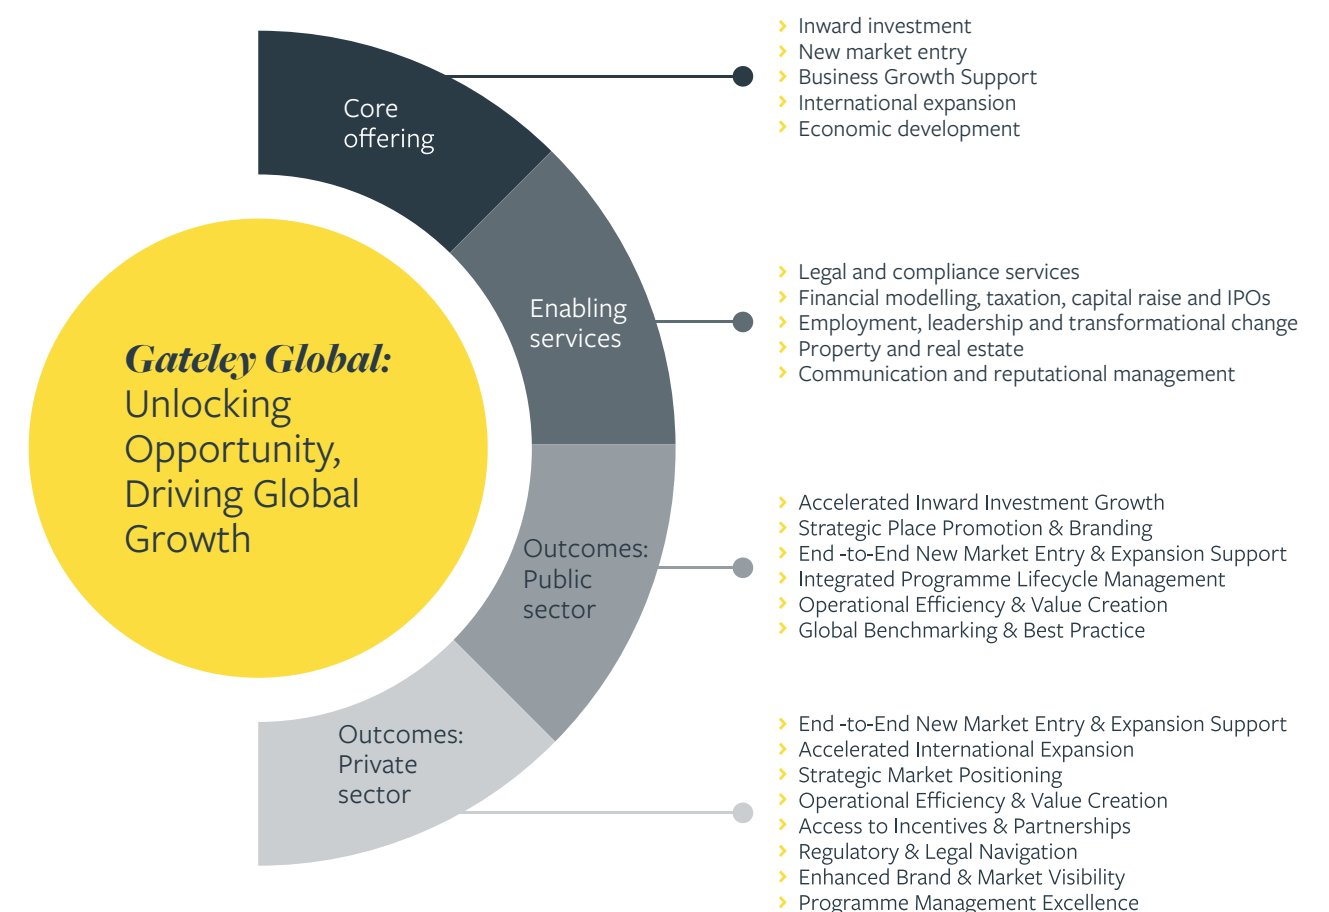 Gateley Global:
Unlocking
Opportunity,
Driving Global
Growth
Core
offering
Inward investment
New market entry
Business Growth Support
International expansion
Economic development
Enabling
services
Legal and compliance services
Financial modelling, taxation, capital raise and IPOs
Employment, leadership and transformational change
Property and real estate
Communication and reputational management
Outcomes:
Public
sector
Accelerated Inward Investment Growth
Strategic Place Promotion & Branding
End -to-End New Market Entry & Expansion Support
Integrated Programme Lifecycle Management
Operational Efficiency & Value Creation
Global Benchmarking & Best Practice
Outcomes:
Private
sector
End -to-End New Market Entry & Expansion Support
Accelerated International Expansion
Strategic Market Positioning
Operational Efficiency & Value Creation
Access to Incentives & Partnerships
Regulatory & Legal Navigation
Enhanced Brand & Market Visibility
Programme Management Excellence